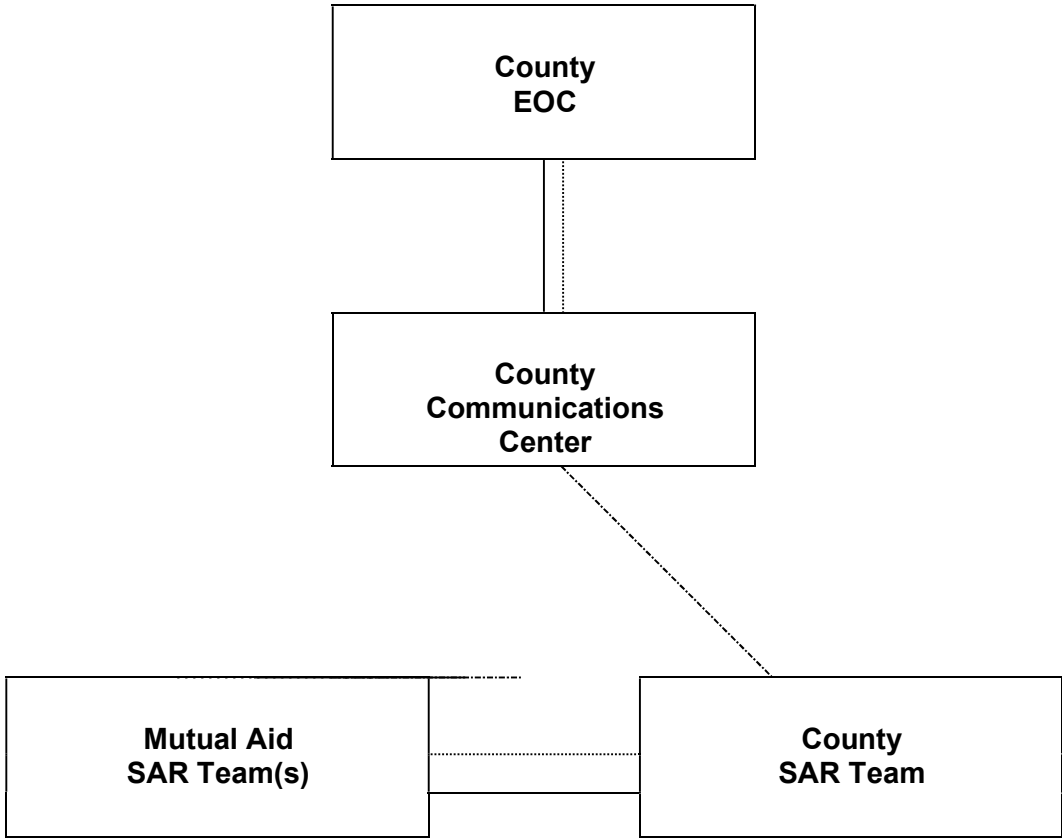 County
EOC
County
Communications
Center
Mutual Aid
SAR Team(s)
County
SAR Team